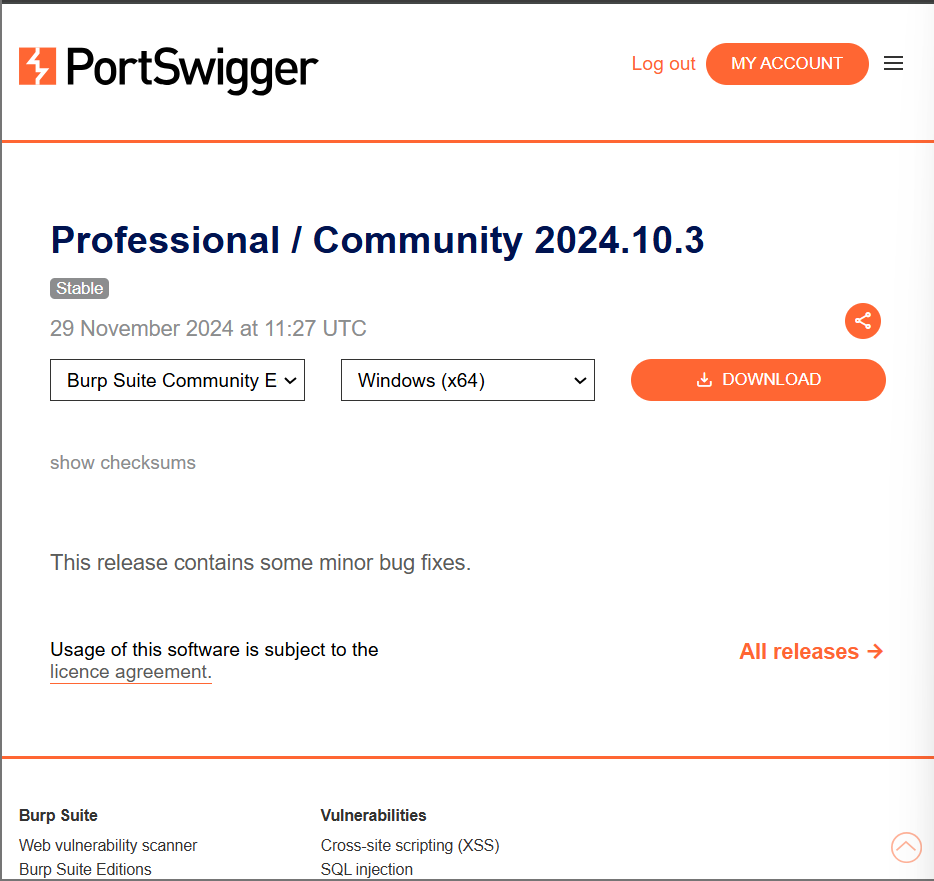 PortSwigger
Log out
MY ACCOUNT
Professional / Community 2024.10.3
Stable
29 November 2024 at 11:27 UTC
Burp Suite Community E
Windows (x64)
DOWNLOAD
show checksums
This release contains some minor bug fixes.
Usage of this software is subject to the
licence agreement.
All releases →
Burp Suite
Web vulnerability scanner
Burp Suite Editions
Vulnerabilities
Cross-site scripting (XSS)
SQL injection